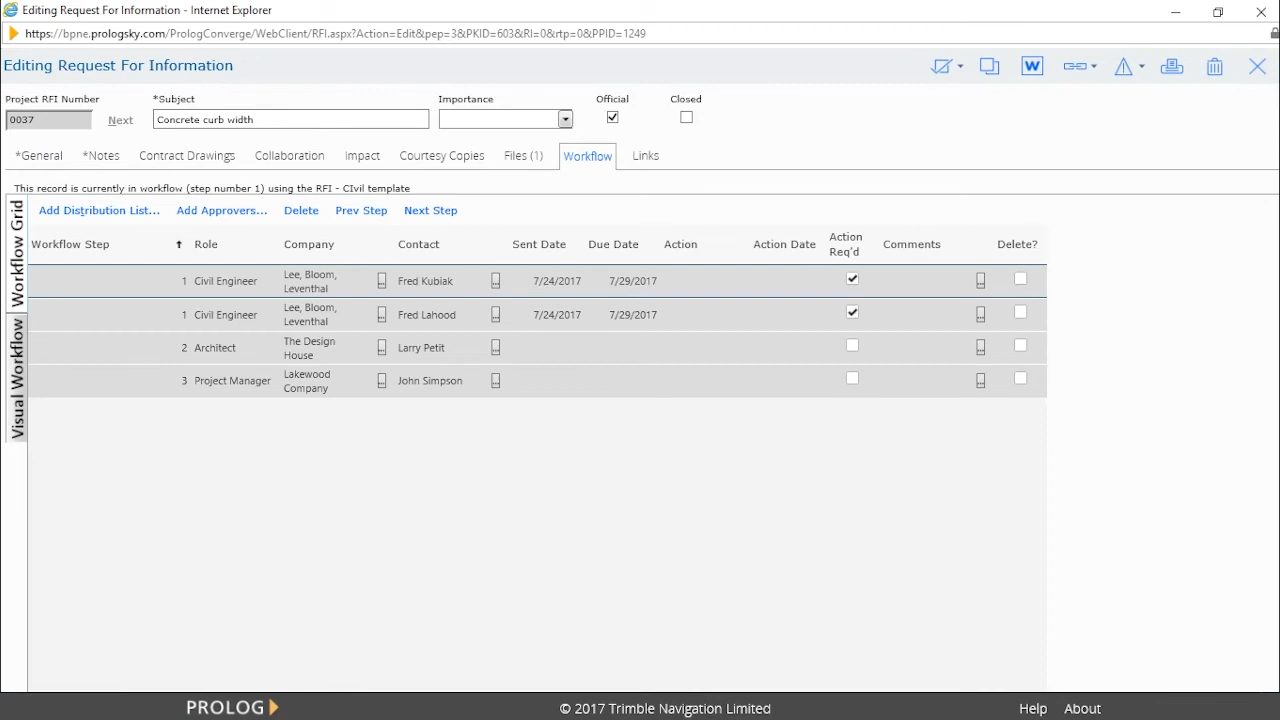 Editing Request For Information - Internet Explorer
https://bpne.prologsky.com/PrologConverge/WebClient/RFI.aspx?Action=Edit&pep=3&PKID=603&RI=0&rtp=0&PPID=1249
Editing Request For Information
W
Project RFI Number *Subject Importance Official Closed
0037 Next Concrete curb width
*General *Notes Contract Drawings Collaboration Impact Courtesy Copies Files (1) Workflow Links
This record is currently in workflow (step number 1) using the RFI - CIvil template
Workflow Grid
Visual Workflow
Add Distribution List... Add Approvers... Delete Prev Step Next Step
Workflow Step Role Company Contact Sent Date Due Date Action Action Date Action Req'd Comments Delete?
1 Civil Engineer Lee, Bloom, Leventhal ... Fred Kubiak ... 7/24/2017 7/29/2017 ...
1 Civil Engineer Lee, Bloom, Leventhal ... Fred Lahood ... 7/24/2017 7/29/2017 ...
2 Architect The Design House ... Larry Petit ... ...
3 Project Manager Lakewood Company ... John Simpson ... ...
PROLOG © 2017 Trimble Navigation Limited Help About